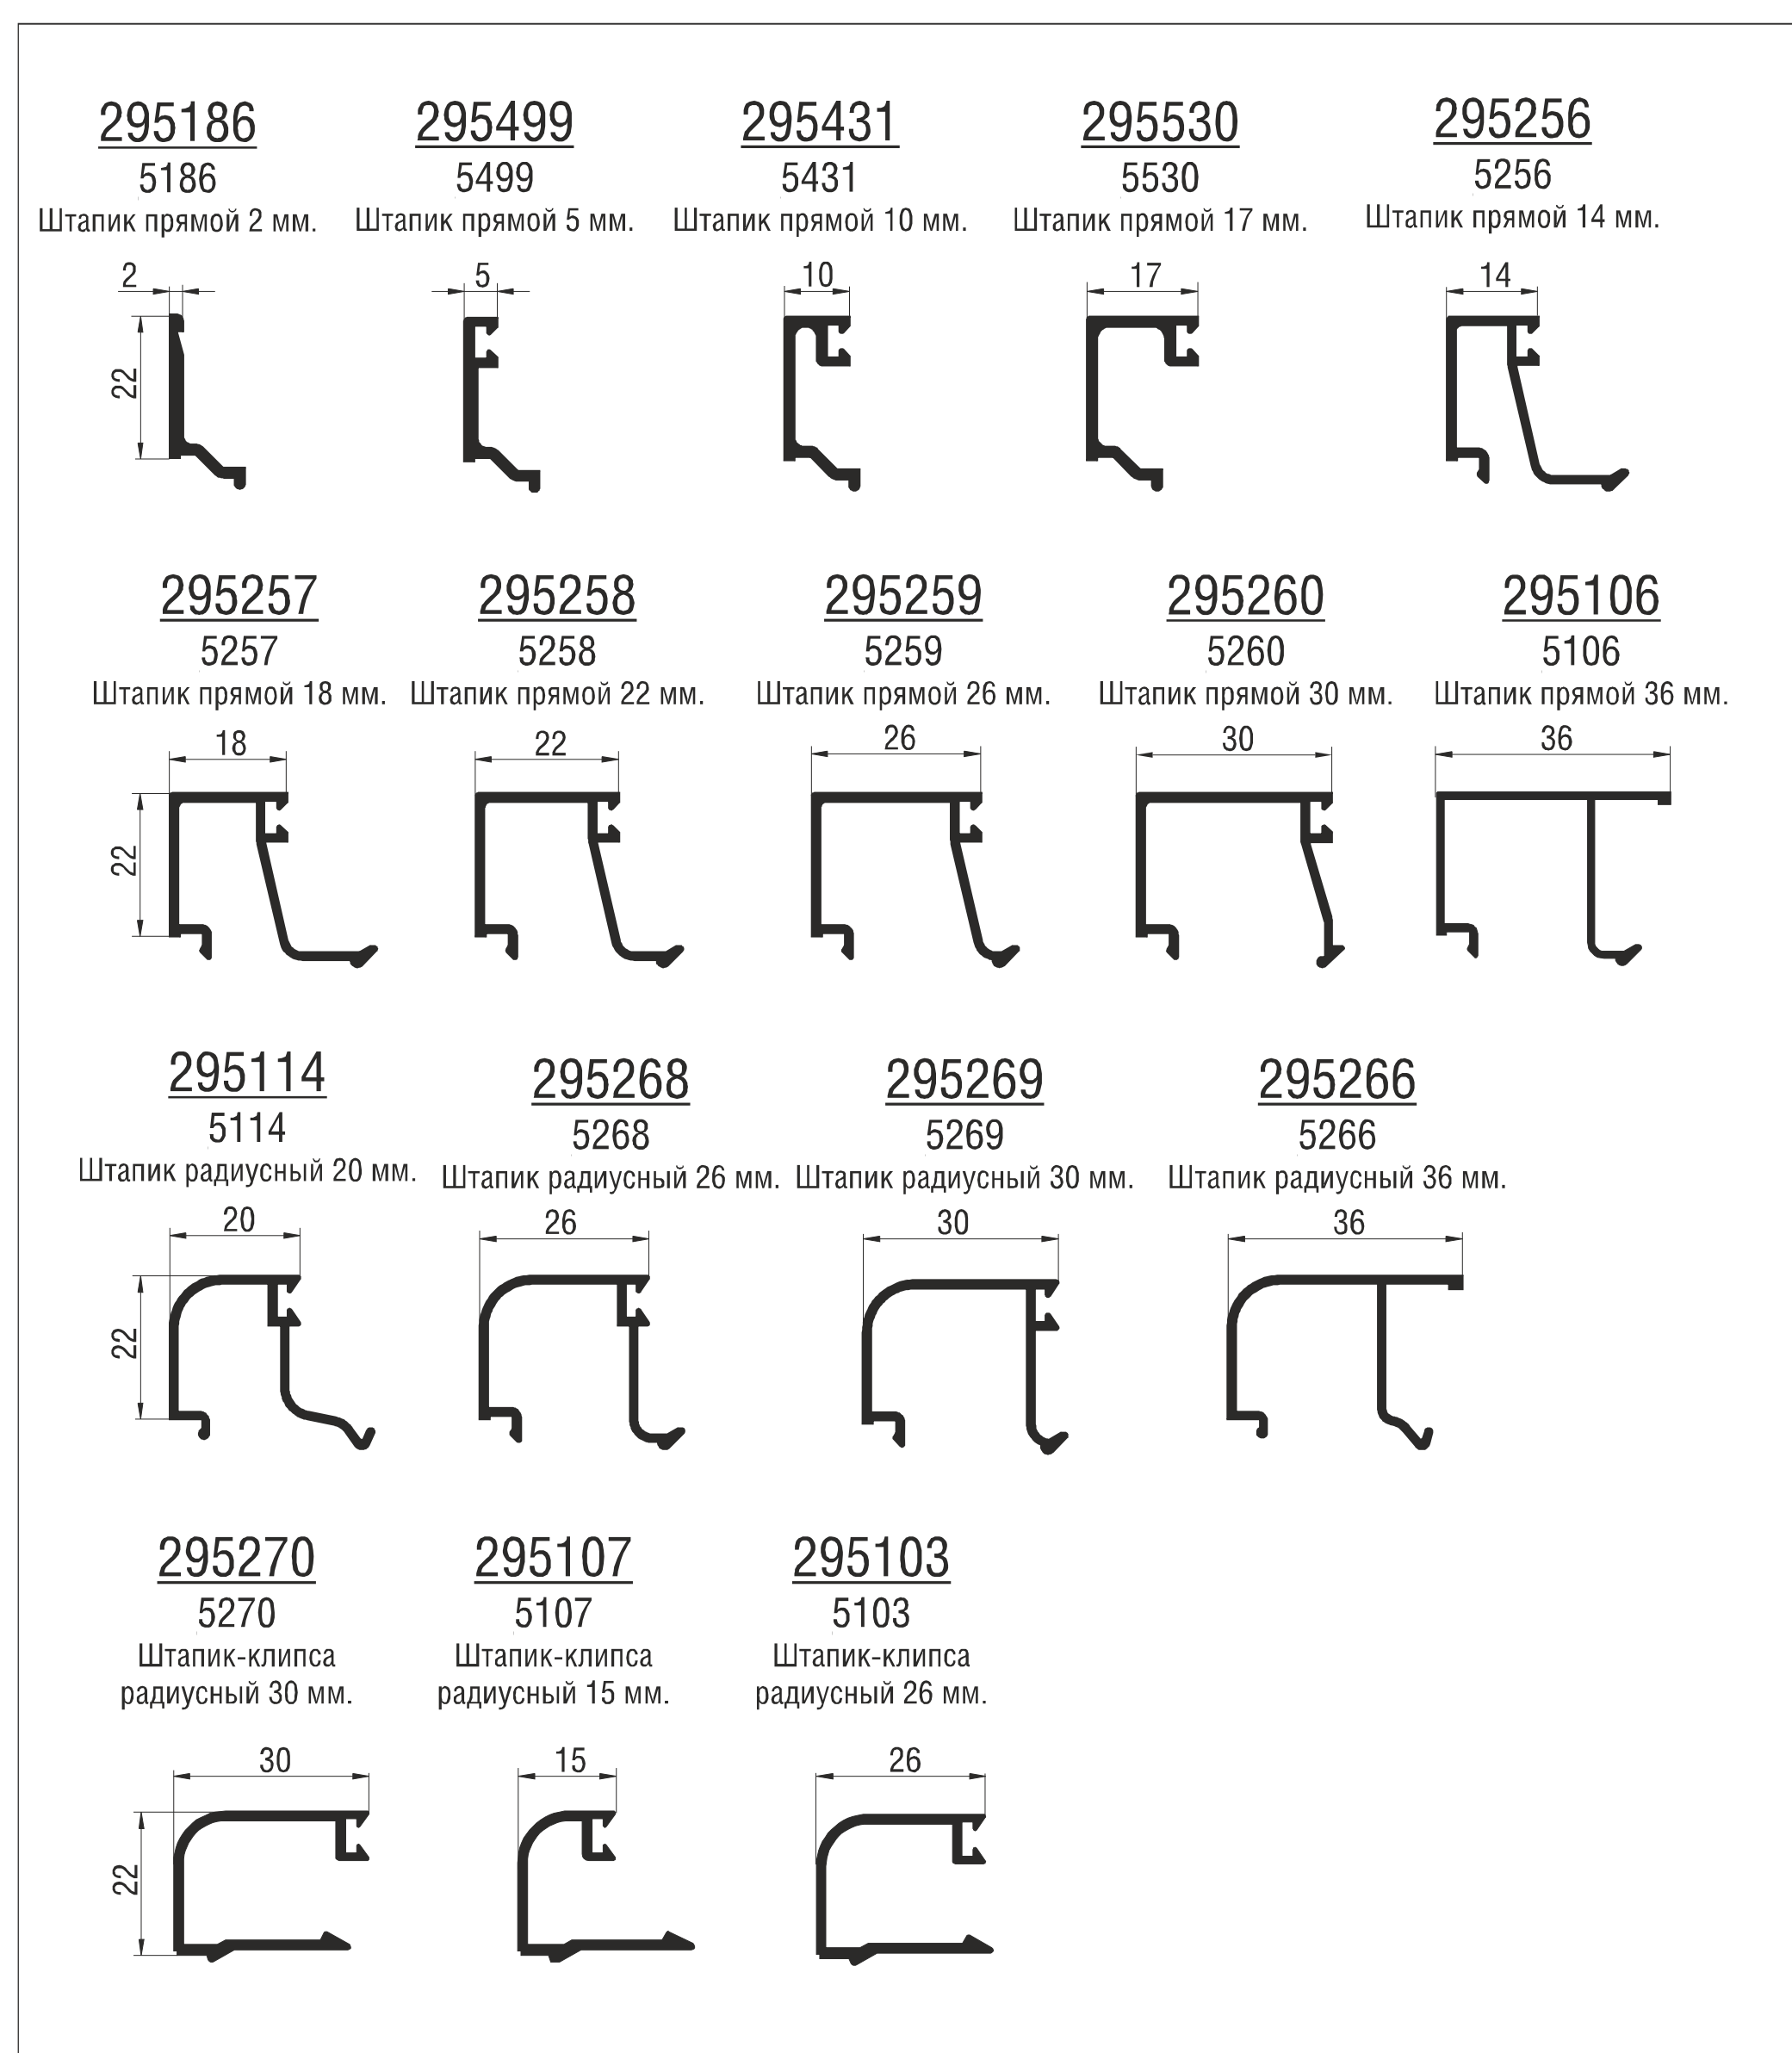 295186
5186
Штапик прямой 2 мм.
2
22
295499
5499
Штапик прямой 5 мм.
5
295431
5431
Штапик прямой 10 мм.
10
295530
5530
Штапик прямой 17 мм.
17
295256
5256
Штапик прямой 14 мм.
14
295257
5257
Штапик прямой 18 мм.
18
22
295258
5258
Штапик прямой 22 мм.
22
295259
5259
Штапик прямой 26 мм.
26
295260
5260
Штапик прямой 30 мм.
30
295106
5106
Штапик прямой 36 мм.
36
295114
5114
Штапик радиусный 20 мм.
20
22
295268
5268
Штапик радиусный 26 мм.
26
295269
5269
Штапик радиусный 30 мм.
30
295266
5266
Штапик радиусный 36 мм.
36
295270
5270
Штапик-клипса
радиусный 30 мм.
30
22
295107
5107
Штапик-клипса
радиусный 15 мм.
15
295103
5103
Штапик-клипса
радиусный 26 мм.
26